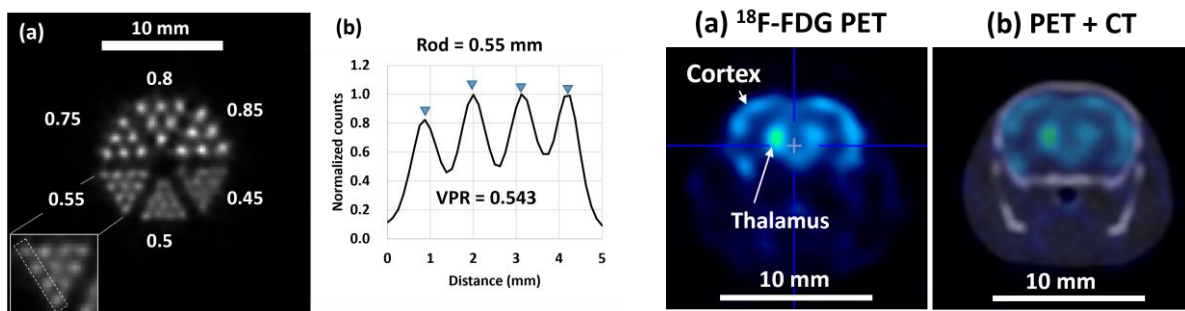 (a)
10 mm
0.8
0.75
0.85
0.55
0.45
0.5
(b)
Rod = 0.55 mm
Normalized counts
1.2
1.0
0.8
0.6
0.4
0.2
0.0
VPR = 0.543
0 1 2 3 4 5
Distance (mm)
(a) ¹⁸F-FDG PET
Cortex
Thalamus
10 mm
(b) PET + CT
10 mm